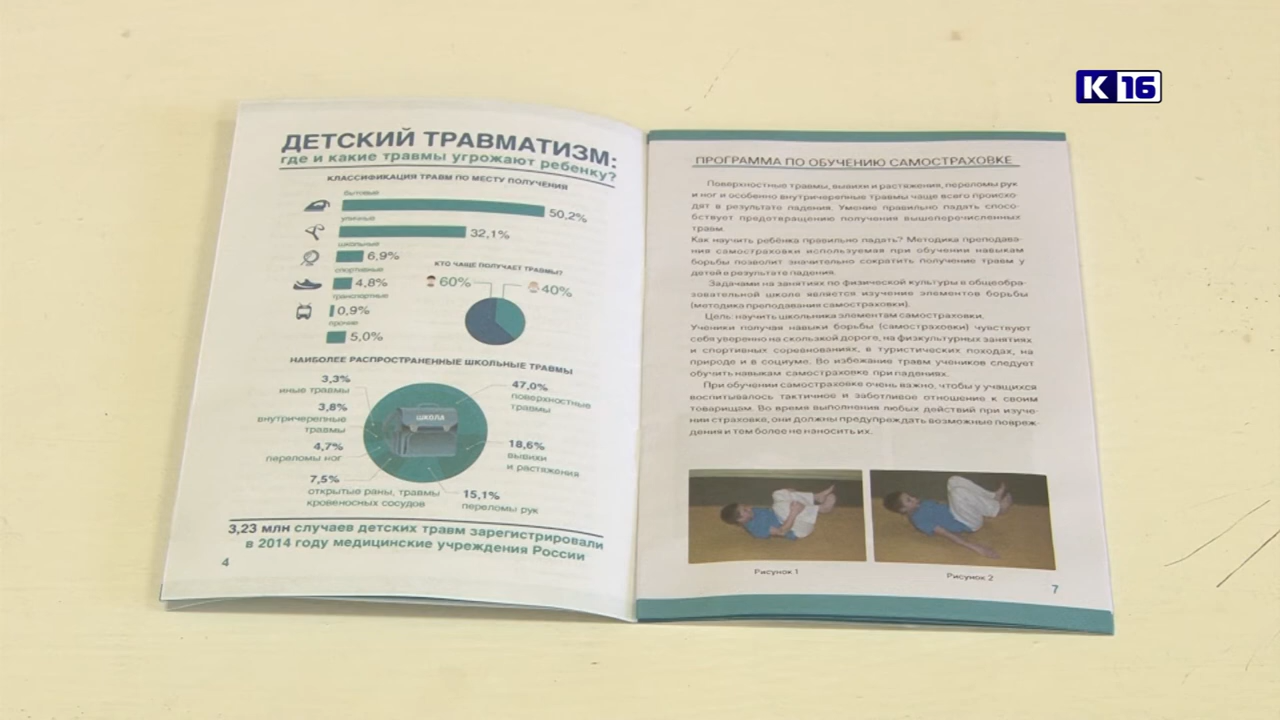 К 16
ДЕТСКИЙ ТРАВМАТИЗМ:
где и какие травмы угрожают ребенку?
КЛАССИФИКАЦИЯ ТРАВМ ПО МЕСТУ ПОЛУЧЕНИЯ
бытовые
50,2%
уличные
32,1%
школьные
6,9%
спортивные
4,8%
транспортные
0,9%
прочие
5,0%
КТО ЧАЩЕ ПОЛУЧАЕТ ТРАВМЫ?
60%
40%
НАИБОЛЕЕ РАСПРОСТРАНЕННЫЕ ШКОЛЬНЫЕ ТРАВМЫ
3,3%
иные травмы
3,8%
внутричерепные
травмы
4,7%
переломы ног
7,5%
открытые раны, травмы
кровеносных сосудов
ШКОЛА
47,0%
поверхностные
травмы
18,6%
вывихи
и растяжения
15,1%
переломы рук
3,23 млн случаев детских травм зарегистрировали
в 2014 году медицинские учреждения России
4
ПРОГРАММА ПО ОБУЧЕНИЮ САМОСТРАХОВКЕ
Поверхностные травмы, вывихи и растяжения, переломы рук
и ног и особенно внутричерепные травмы чаще всего происхо-
дят в результате падения. Умение правильно падать способ-
бствует предотвращению получения вышеперечисленных
травм.
Как научить ребёнка правильно падать? Методика преподава-
ния самостраховки используемая при обучении навыкам
борьбы позволит значительно сократить получение травм у
детей в результате падения.
Задачами на занятиях по физической культуры в общеобра-
зовательной школе является изучение элементов борьбы
(методика преподавания самостраховки).
Цель: научить школьника элементам самостраховки.
Ученики получая навыки борьбы (самостраховки) чувствуют
себя уверенно на скользкой дороге, на физкультурных занятиях
и спортивных соревнованиях, в туристических походах, на
природе и в социуме. Во избежание травм учеников следует
обучить навыкам самостраховке при падениях.
При обучении самостраховке очень важно, чтобы у учащихся
воспитывалось тактичное и заботливое отношение к своим
товарищам. Во время выполнения любых действий при изуче-
нии страховке, они должны предупреждать возможные повреж-
дения и тем более не наносить их.
Рисунок 1
Рисунок 2
7